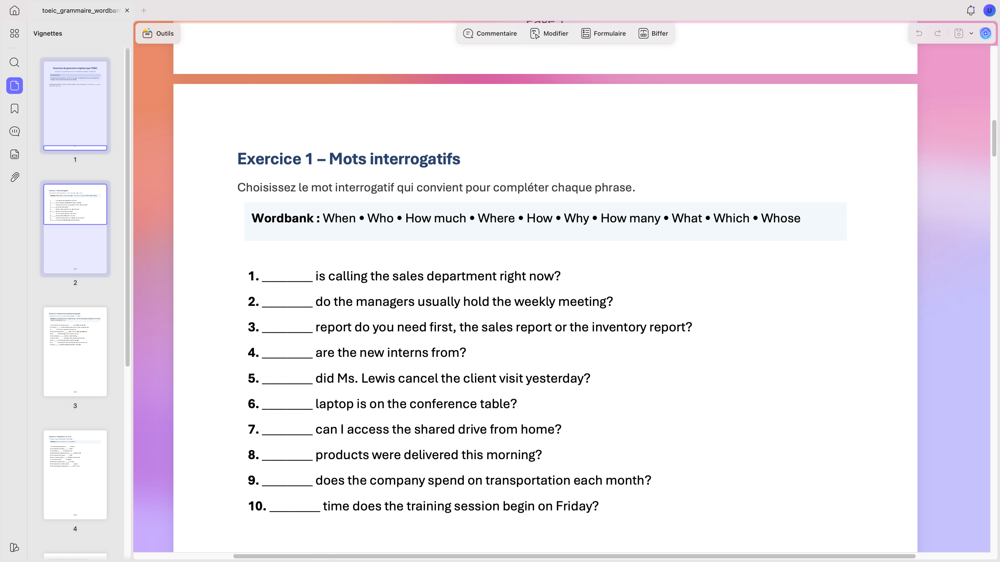 toeic_grammaire_wordban
U
Vignettes
Outils
Commentaire
Modifier
Formulaire
Biffer
Exercices de grammaire anglaise type TOEIC
1
2
3
4
Exercice 1 – Mots interrogatifs
Choisissez le mot interrogatif qui convient pour compléter chaque phrase.
Wordbank : When • Who • How much • Where • How • Why • How many • What • Which • Whose
1. ________ is calling the sales department right now?
2. ________ do the managers usually hold the weekly meeting?
3. ________ report do you need first, the sales report or the inventory report?
4. ________ are the new interns from?
5. ________ did Ms. Lewis cancel the client visit yesterday?
6. ________ laptop is on the conference table?
7. ________ can I access the shared drive from home?
8. ________ products were delivered this morning?
9. ________ does the company spend on transportation each month?
10. ________ time does the training session begin on Friday?